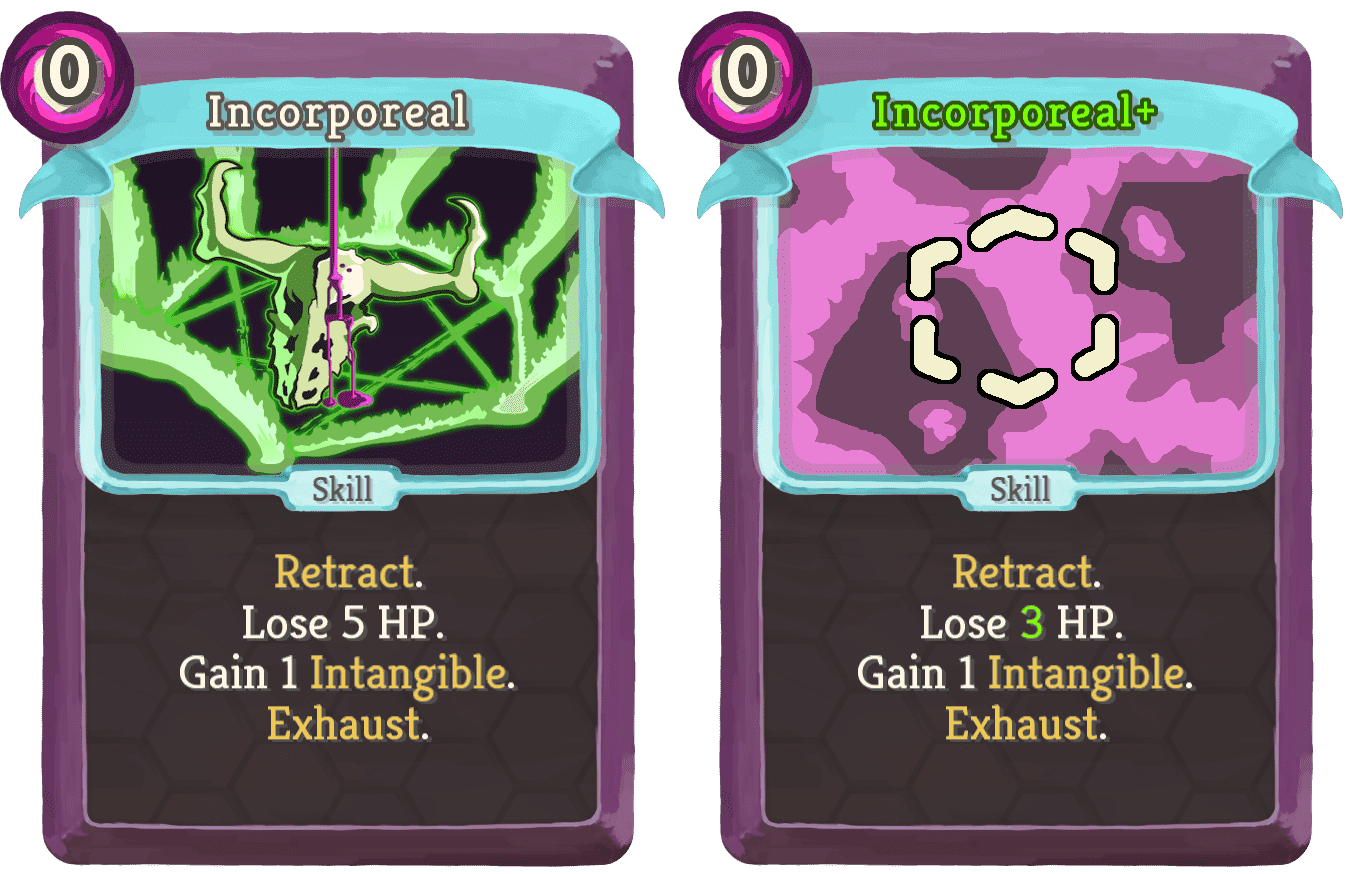 0
Incorporeal
Skill
Retract.
Lose 5 HP.
Gain 1 Intangible.
Exhaust.
0
Incorporeal+
Skill
Retract.
Lose 3 HP.
Gain 1 Intangible.
Exhaust.